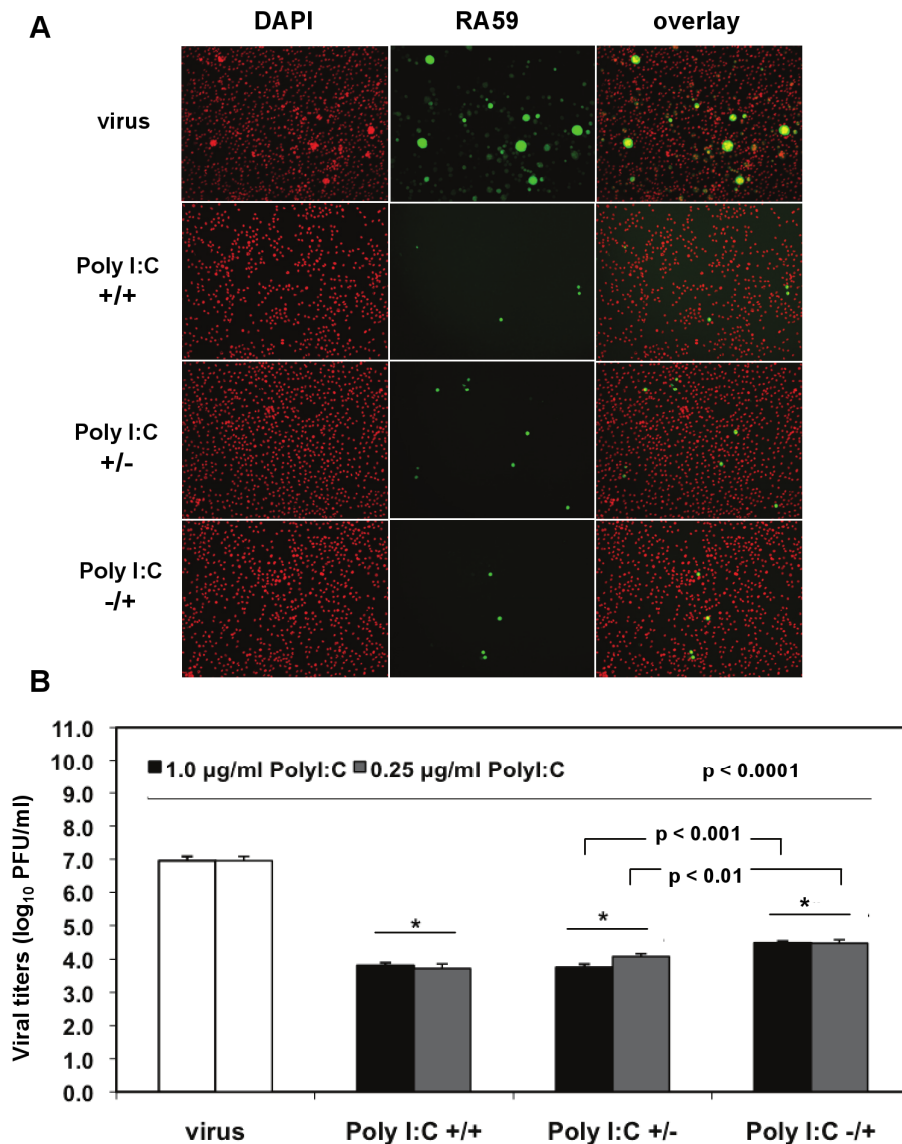 A
DAPI RA59 overlay
virus
Poly I:C
+/+
Poly I:C
+/-
Poly I:C
-/+
B
Viral titers (log10 PFU/ml)
11.0
10.0
9.0
8.0
7.0
6.0
5.0
4.0
3.0
2.0
1.0
0.0
1.0 µg/ml PolyI:C 0.25 µg/ml PolyI:C
p < 0.0001
p < 0.001
p < 0.01
* * *
virus Poly I:C +/+ Poly I:C +/- Poly I:C -/+